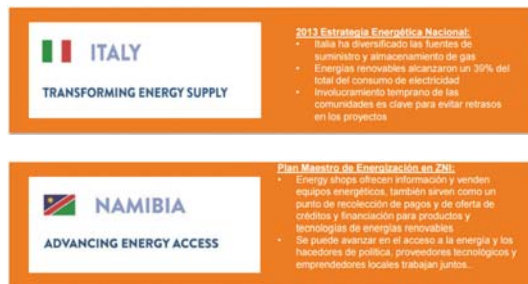 ITALY
TRANSFORMING ENERGY SUPPLY
2013 Estrategia Energética Nacional:
• Italia ha diversificado las fuentes de
suministro y almacenamiento de gas
• Energías renovables alcanzaron un 39% del
total del consumo de electricidad
• Involucramiento temprano de las
comunidades es clave para evitar retrasos
en los proyectos
NAMIBIA
ADVANCING ENERGY ACCESS
Plan Maestro de Energización en ZNI:
• Energy shops ofrecen información y venden
equipos energéticos, también sirven como un
punto de recolección de pagos y de oferta de
créditos y financiación para productos y
tecnologías de energías renovables
• Se puede avanzar en el acceso a la energía y los
hacedores de política, proveedores tecnológicos y
emprendedores locales trabajan juntos..